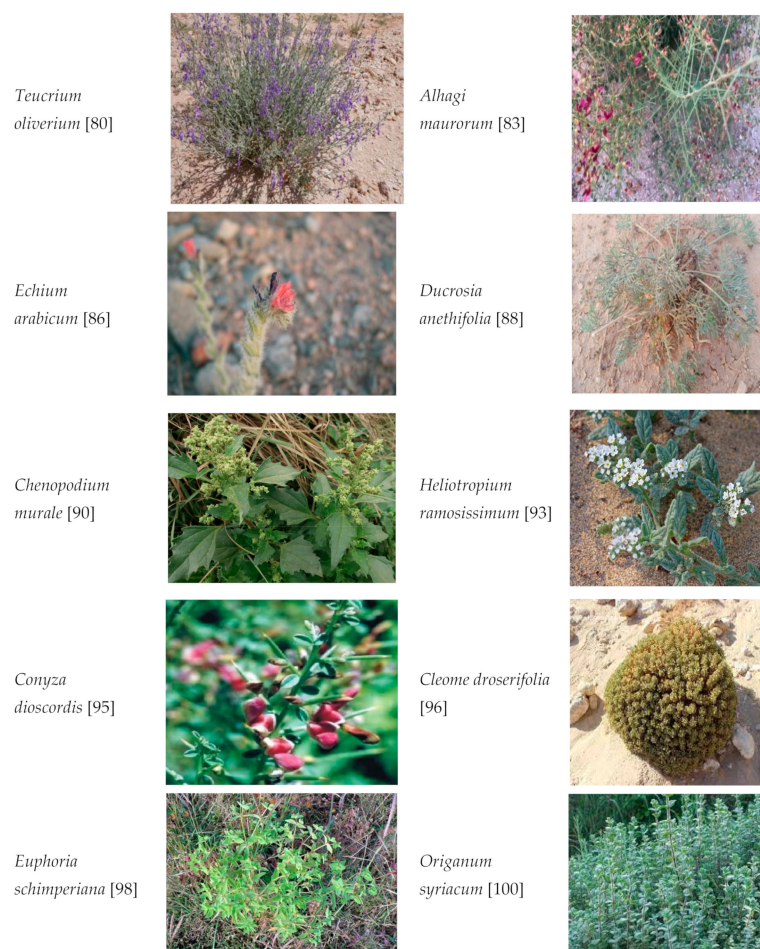 Teucrium
oliverium [80]
Alhagi
maurorum [83]
Echium
arabicum [86]
Ducrosia
anethifolia [88]
Chenopodium
murale [90]
Heliotropium
ramosissimum [93]
Conyza
dioscordis [95]
Cleome droserifolia
[96]
Euphoria
schimperiana [98]
Origanum
syriacum [100]